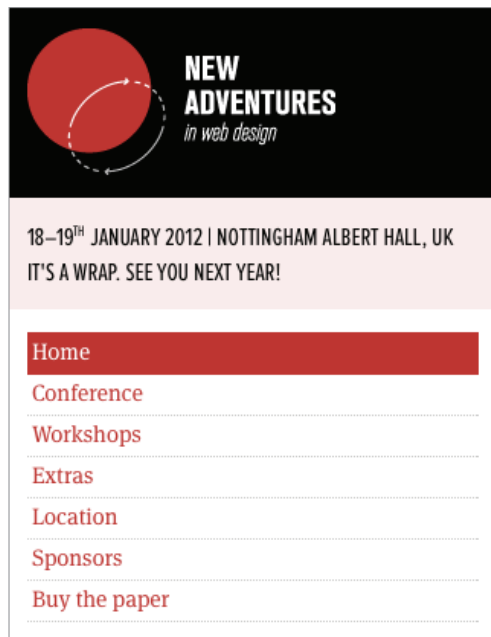 NEW
ADVENTURES
in web design
18–19TH JANUARY 2012 | NOTTINGHAM ALBERT HALL, UK
IT'S A WRAP. SEE YOU NEXT YEAR!
Home
Conference
Workshops
Extras
Location
Sponsors
Buy the paper